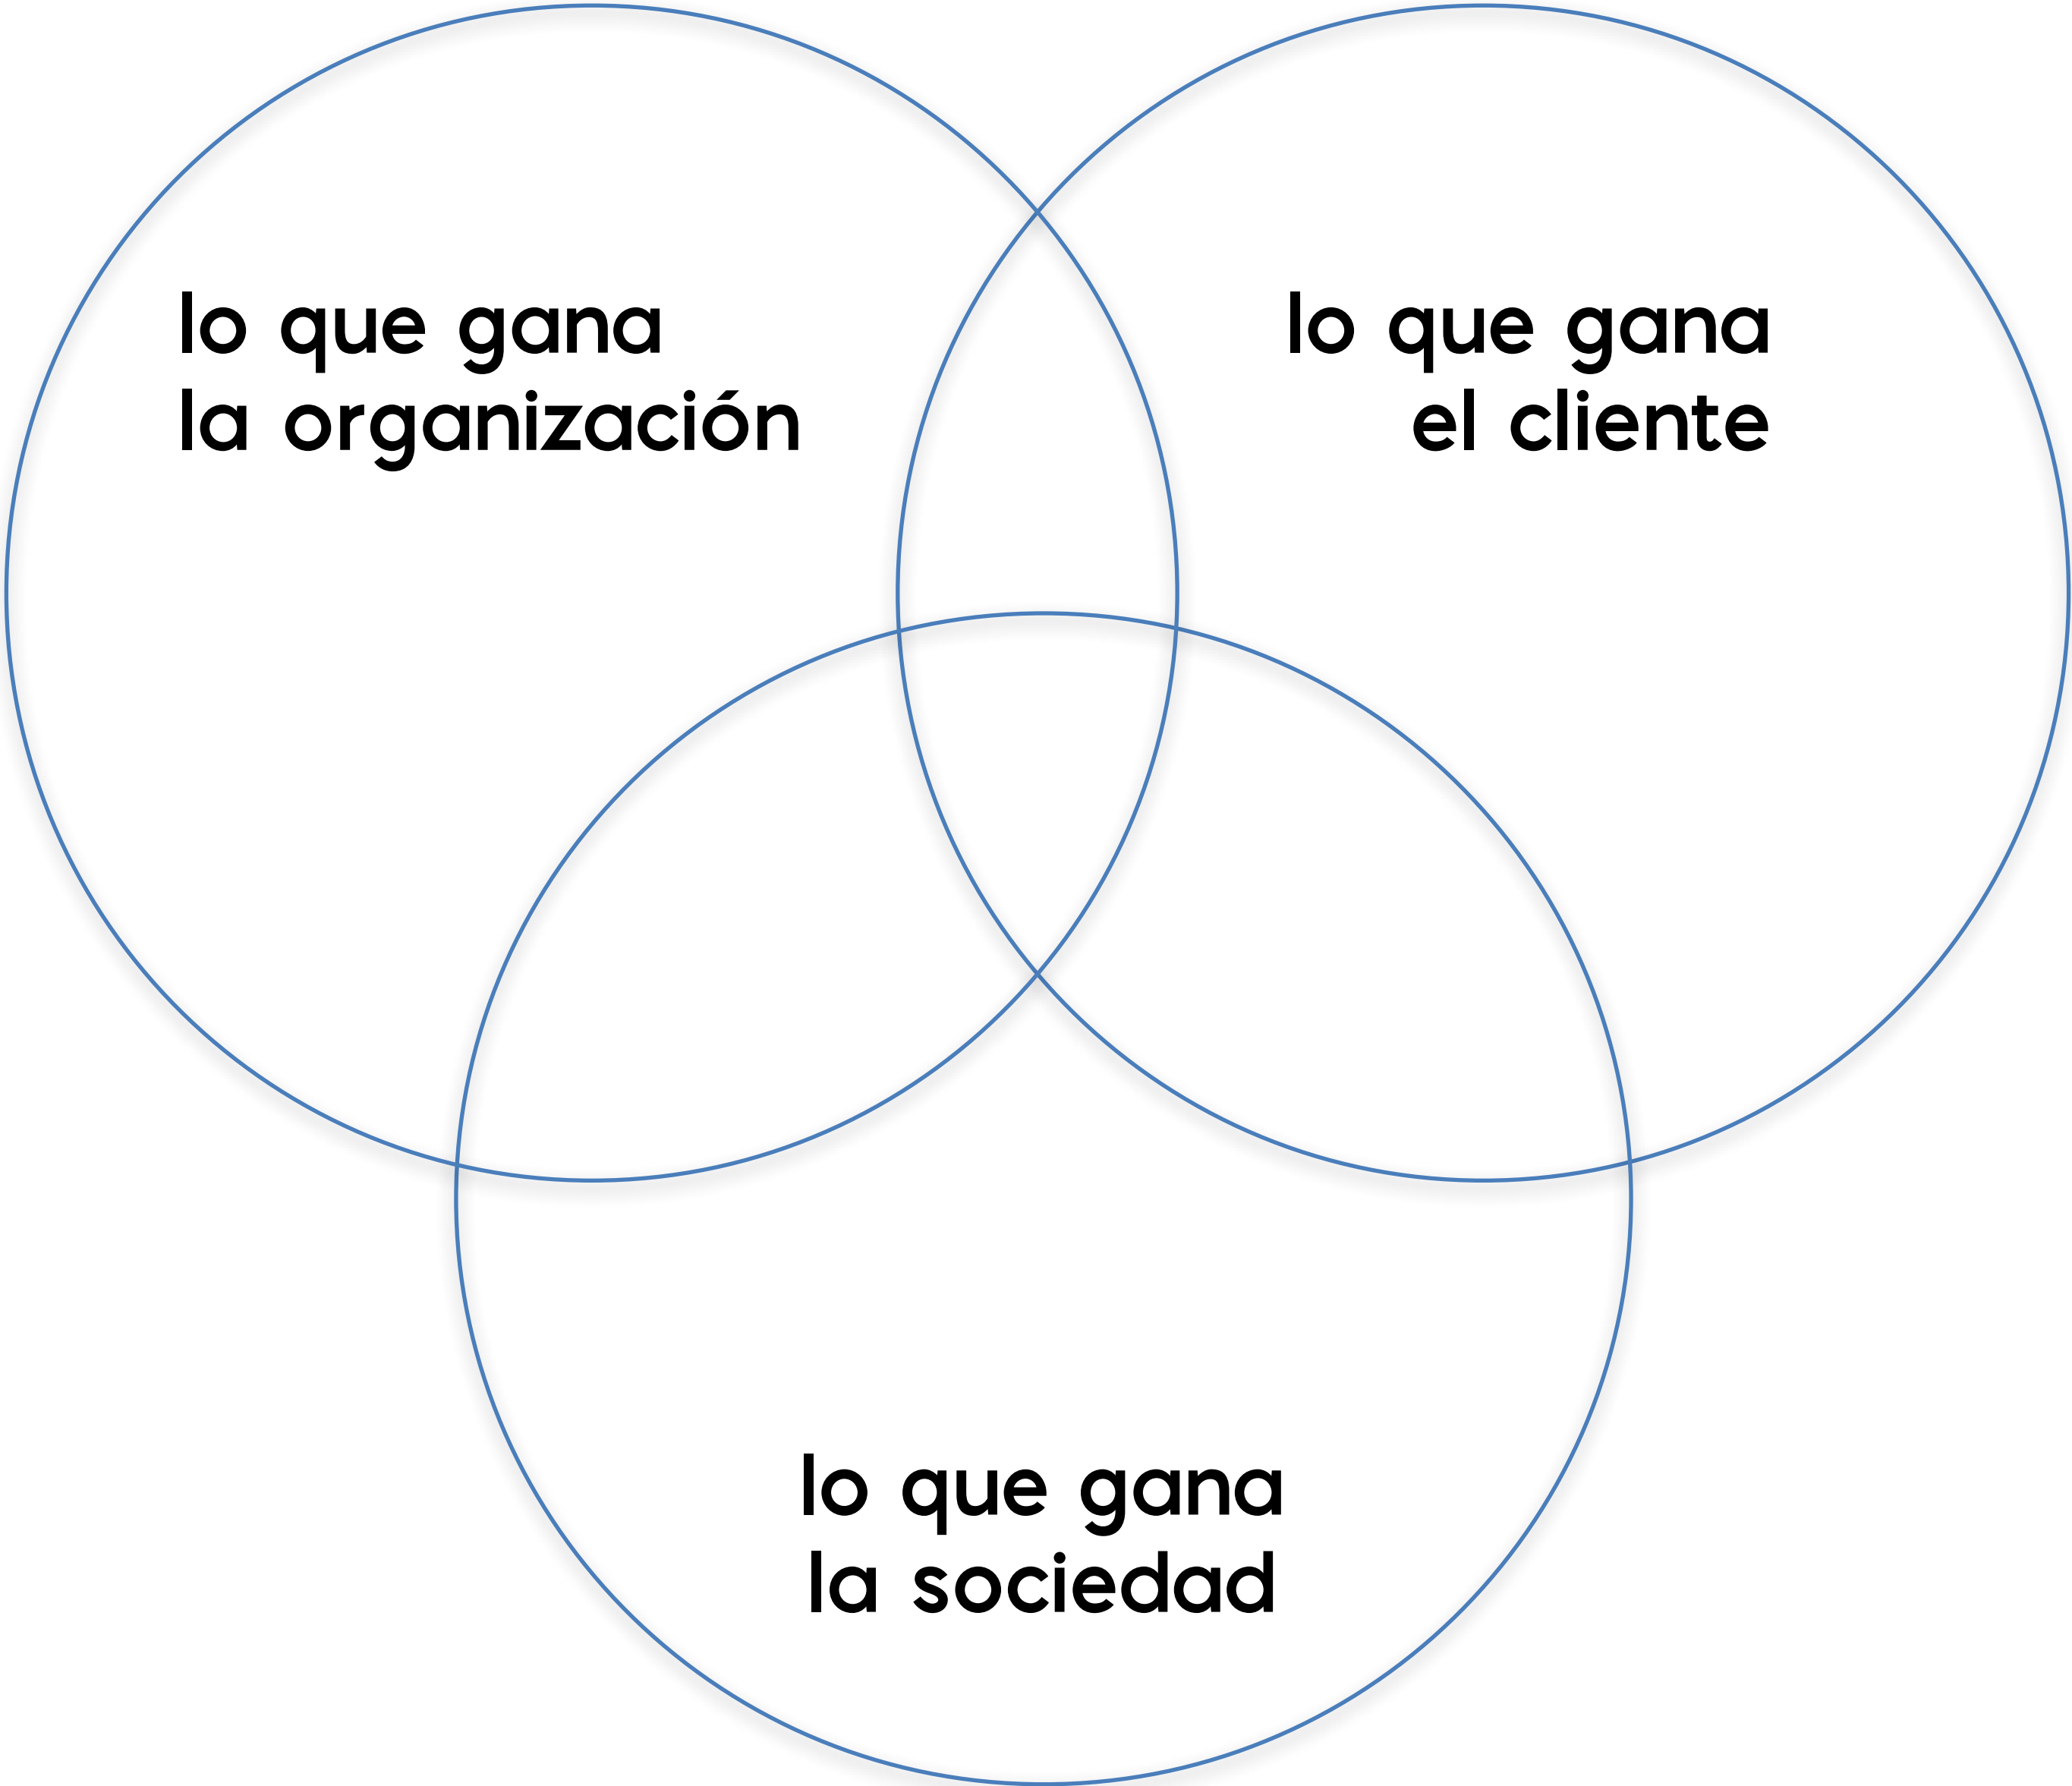 lo que gana
la organización
lo que gana
el cliente
lo que gana
la sociedad